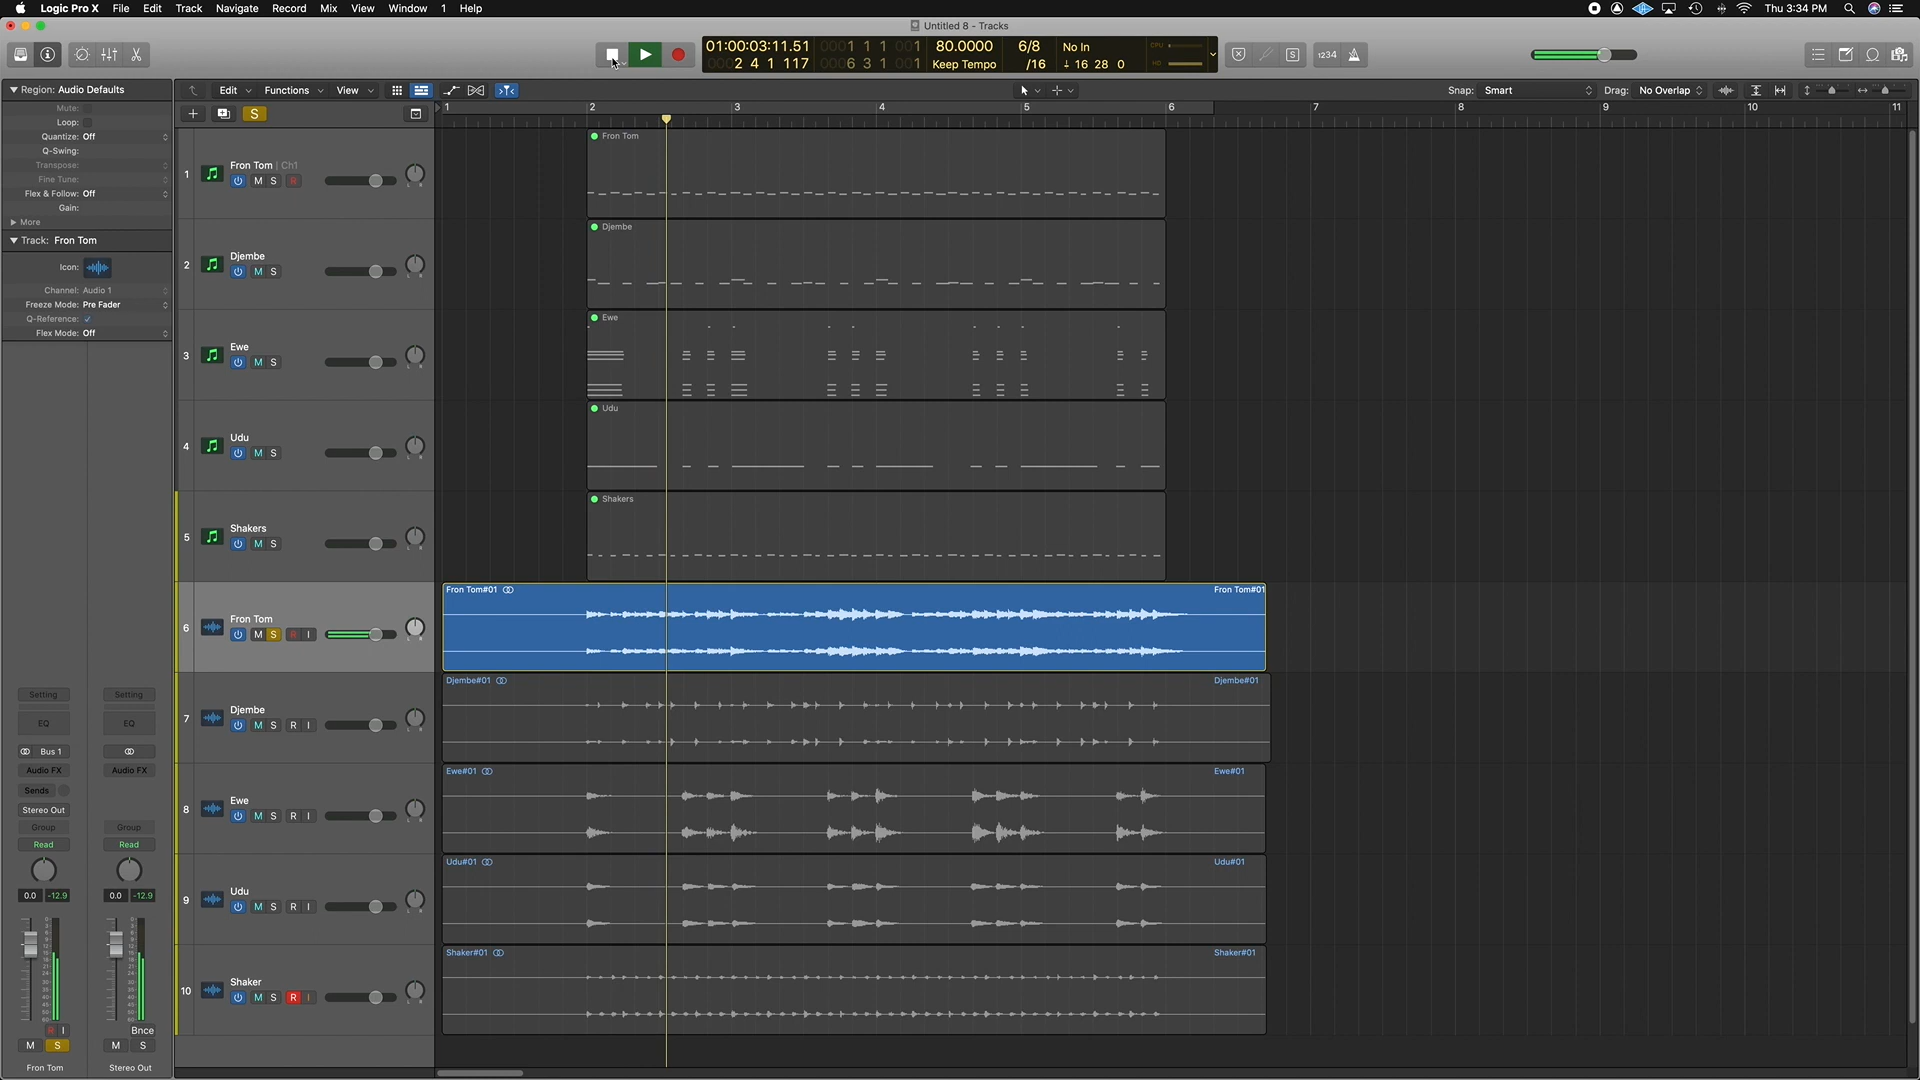 Logic Pro X File Edit Track Navigate Record Mix View Window 1 Help Thu 3:34 PM
Untitled 8 - Tracks
01:00:03:11.51 0001 1 1 001 80.0000 6/8 No In CPU
0002 4 1 117 0006 3 1 001 Keep Tempo /16 16 28 0 HD
S 1234
Region: Audio Defaults
Edit Functions View
Snap: Smart Drag: No Overlap
S
1 2 3 4 5 6 7 8 9 10 11
Mute:
Loop:
Quantize: Off
Q-Swing:
Transpose:
Fine Tune:
Flex & Follow: Off
Gain:
More
Track: Fron Tom
Icon:
Channel: Audio 1
Freeze Mode: Pre Fader
Q-Reference:
Flex Mode: Off
1 Fron Tom | Ch1
M S R
Fron Tom
2 Djembe
M S
Djembe
3 Ewe
M S
Ewe
4 Udu
M S
Udu
5 Shakers
M S
Shakers
6 Fron Tom
M S R I
Fron Tom#01 Fron Tom#01
7 Djembe
M S R I
Djembe#01 Djembe#01
8 Ewe
M S R I
Ewe#01 Ewe#01
9 Udu
M S R I
Udu#01 Udu#01
10 Shaker
M S R I
Shaker#01 Shaker#01
Setting Setting
EQ EQ
Bus 1
Audio FX Audio FX
Sends
Stereo Out
Group Group
Read Read
0.0 -12.9 0.0 -12.9
R I Bnce
M S M S
Fron Tom Stereo Out